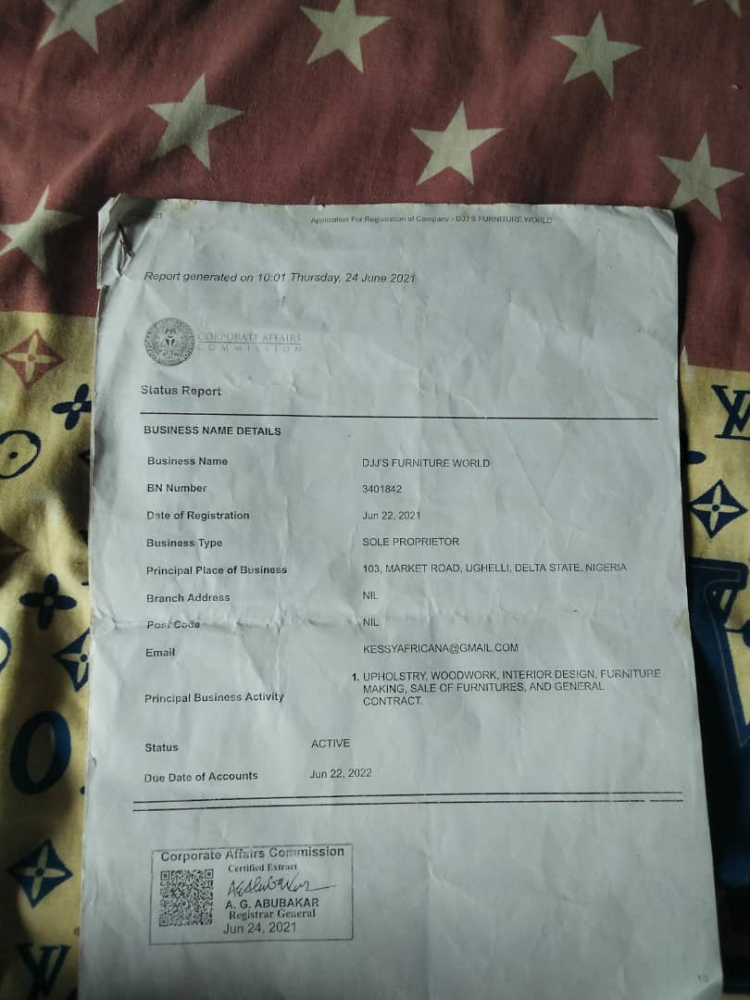 21
Application For Registration of Company - DJJ'S FURNITURE WORLD
Report generated on 10:01 Thursday, 24 June 2021
CORPORATE AFFAIRS
COMMISSION
Status Report
BUSINESS NAME DETAILS
Business Name DJJ'S FURNITURE WORLD
BN Number 3401842
Date of Registration Jun 22, 2021
Business Type SOLE PROPRIETOR
Principal Place of Business 103, MARKET ROAD, UGHELLI, DELTA STATE, NIGERIA
Branch Address NIL
Post Code NIL
Email KESSYAFRICANA@GMAIL.COM
Principal Business Activity 1. UPHOLSTRY, WOODWORK, INTERIOR DESIGN, FURNITURE
MAKING, SALE OF FURNITURES, AND GENERAL
CONTRACT.
Status ACTIVE
Due Date of Accounts Jun 22, 2022
Corporate Affairs Commission
Certified Extract
A. G. ABUBAKAR
Registrar General
Jun 24, 2021